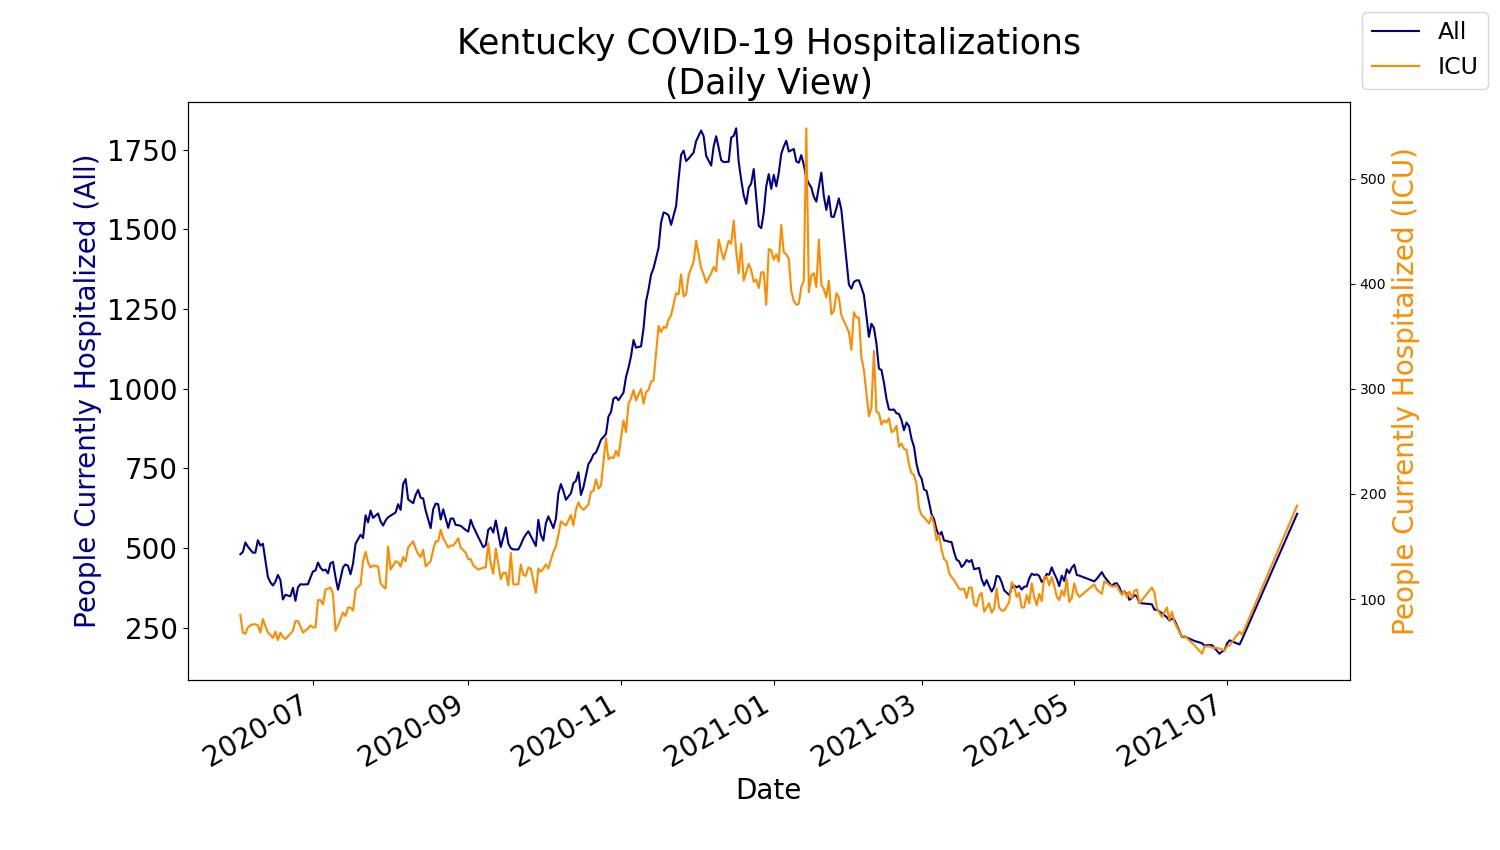 Kentucky COVID-19 Hospitalizations
(Daily View)
All
ICU
People Currently Hospitalized (All)
1750
1500
1250
1000
750
500
250
500
400
300
200
100
People Currently Hospitalized (ICU)
2020-07
2020-09
2020-11
2021-01
2021-03
2021-05
2021-07
Date